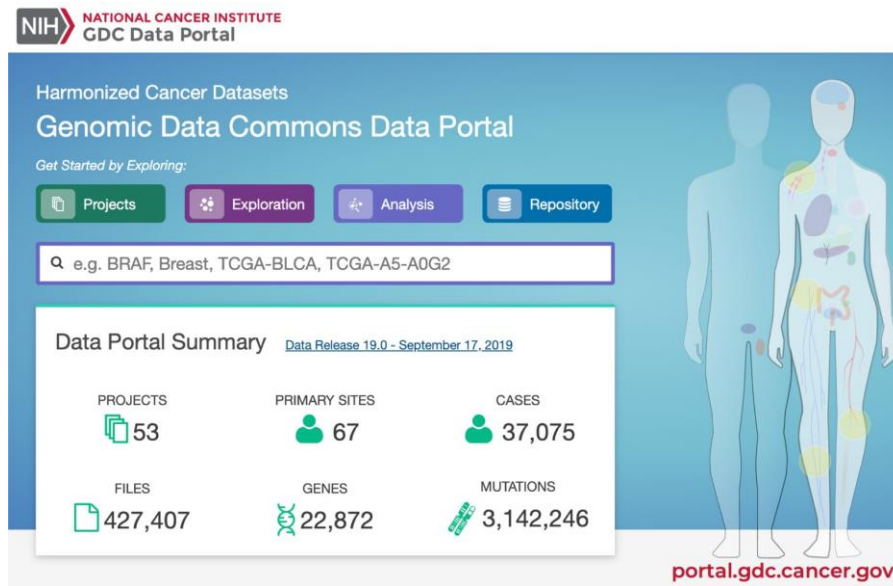 NIH NATIONAL CANCER INSTITUTE
GDC Data Portal
Harmonized Cancer Datasets
Genomic Data Commons Data Portal
Get Started by Exploring:
Projects Exploration Analysis Repository
e.g. BRAF, Breast, TCGA-BLCA, TCGA-A5-A0G2
Data Portal Summary Data Release 19.0 - September 17, 2019
PROJECTS PRIMARY SITES CASES
53 67 37,075
FILES GENES MUTATIONS
427,407 22,872 3,142,246
portal.gdc.cancer.gov